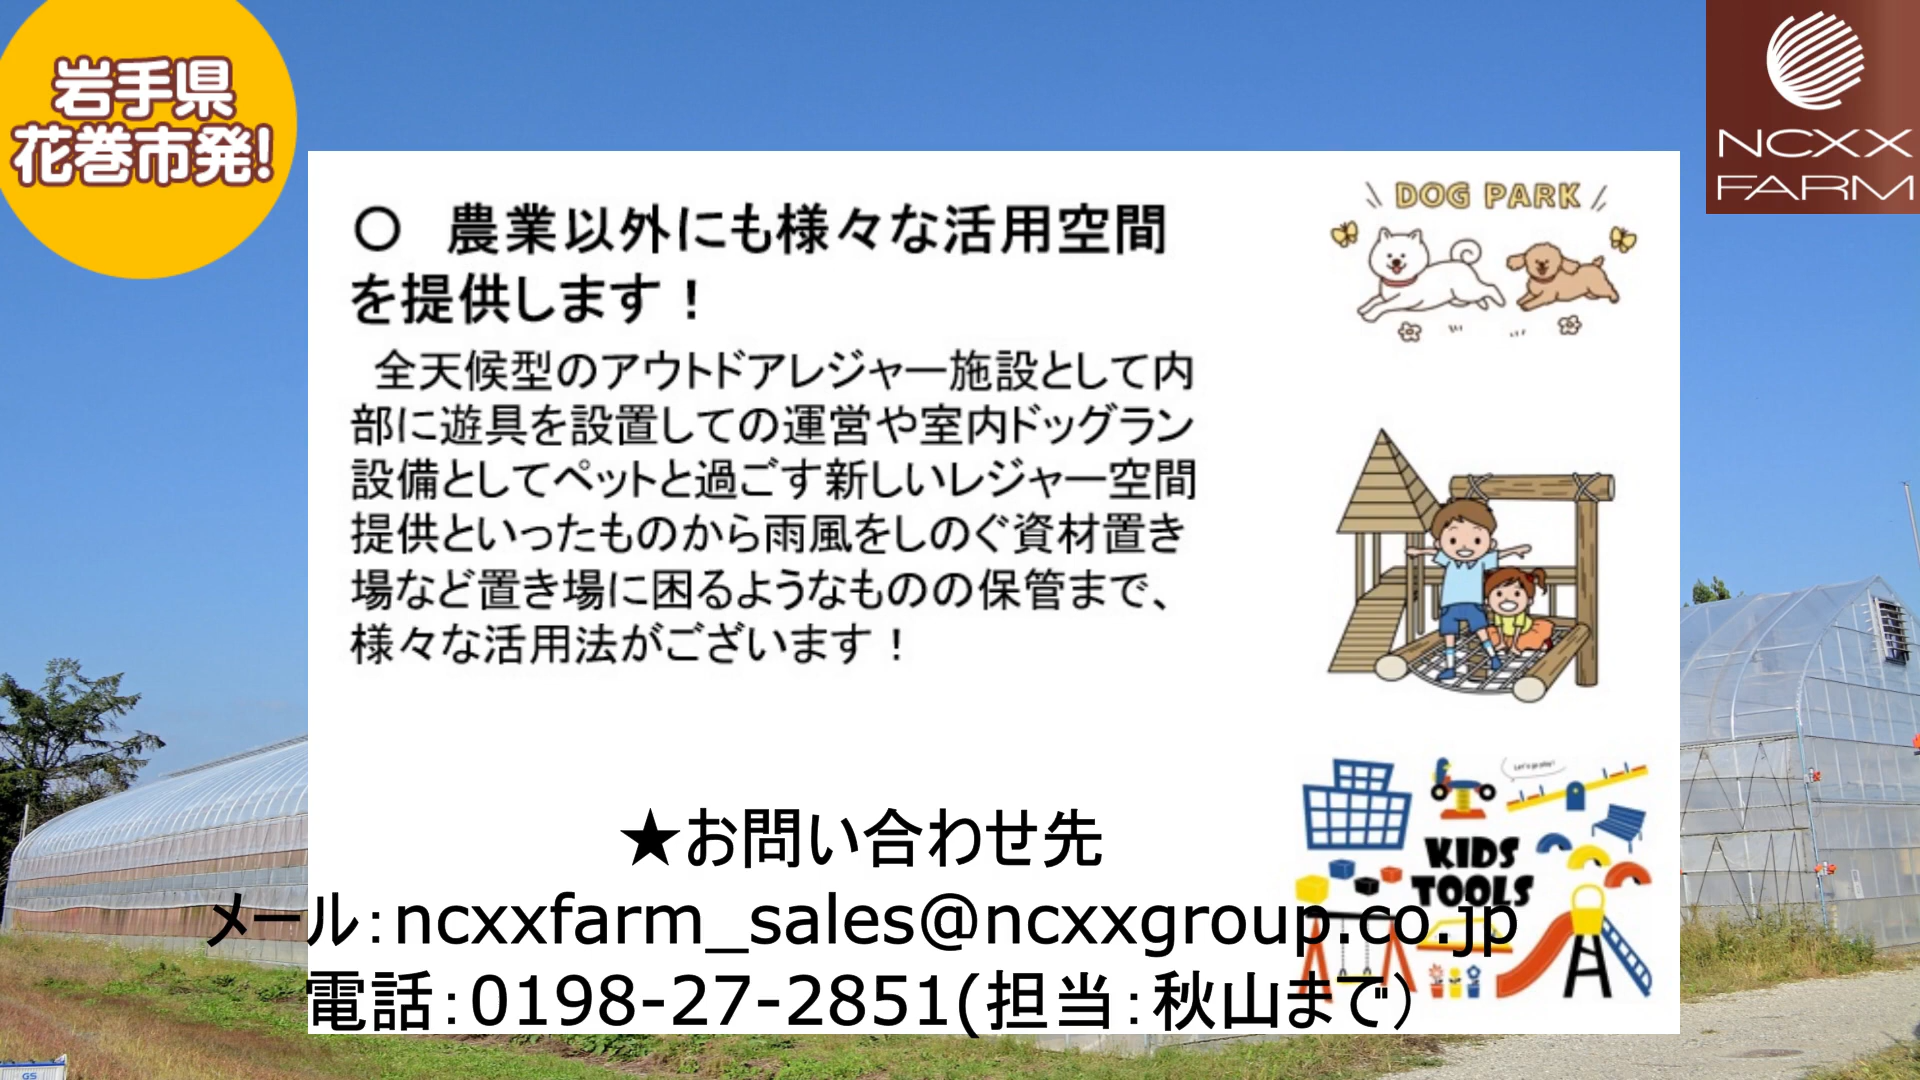 岩手県
花巻市発!
NCXX
FARM
○　農業以外にも様々な活用空間
を提供します！
全天候型のアウトドアレジャー施設として内
部に遊具を設置しての運営や室内ドッグラン
設備としてペットと過ごす新しいレジャー空間
提供といったものから雨風をしのぐ資材置き
場など置き場に困るようなものの保管まで、
様々な活用法がございます！
DOG PARK
Let's go play!
KIDS
TOOLS
★お問い合わせ先
メール：ncxxfarm_sales@ncxxgroup.co.jp
電話：0198-27-2851(担当：秋山まで）
GS